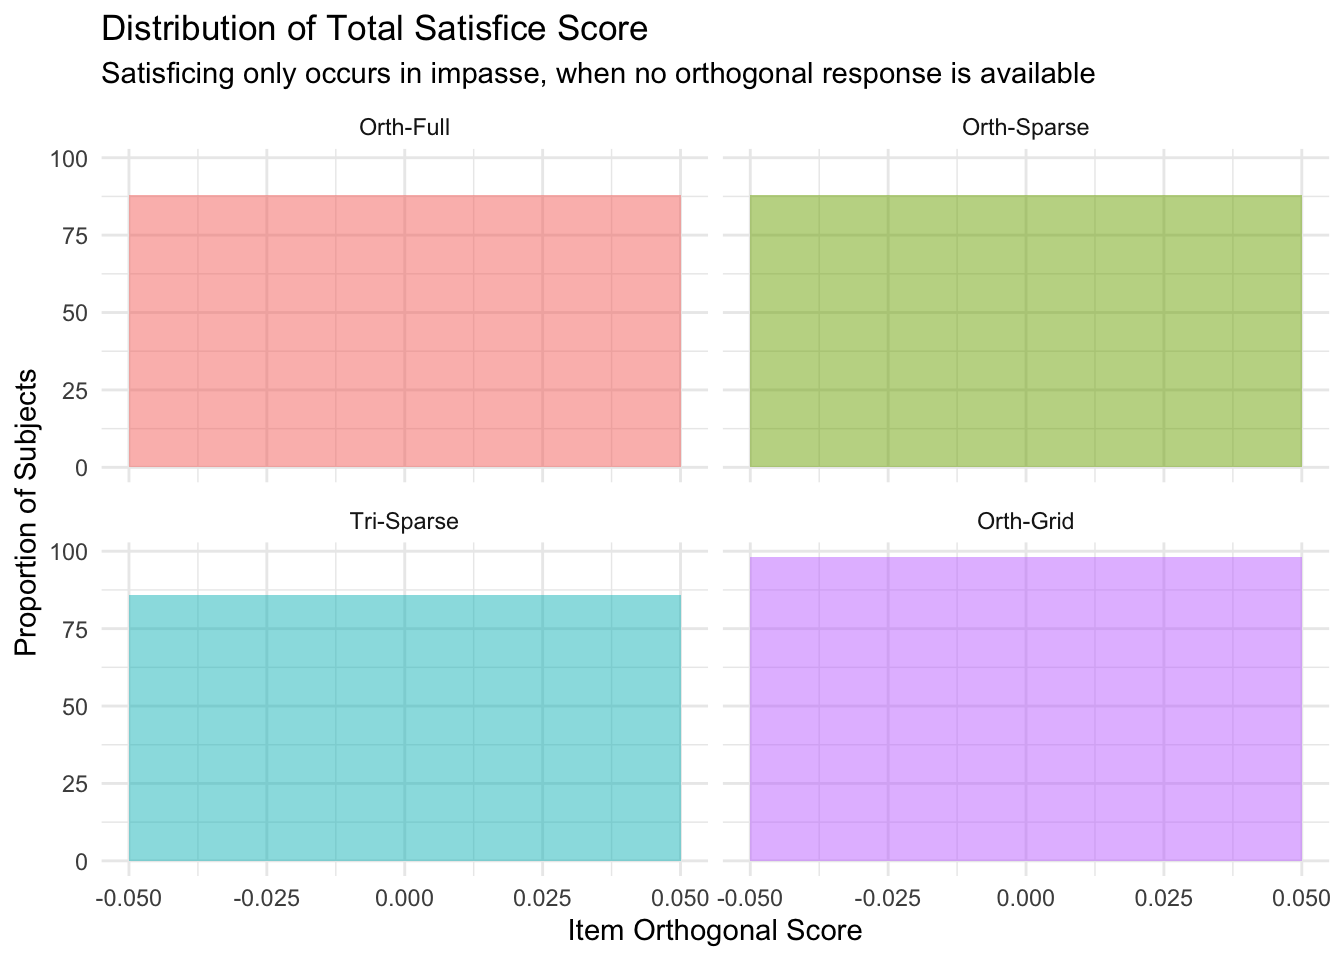 Distribution of Total Satisfice Score
Satisficing only occurs in impasse, when no orthogonal response is available
Orth-Full
Orth-Sparse
100
75
50
25
0
Tri-Sparse
Orth-Grid
100
75
50
25
0
-0.050 -0.025 0.000 0.025 0.050 -0.050 -0.025 0.000 0.025 0.050
Item Orthogonal Score
Proportion of Subjects